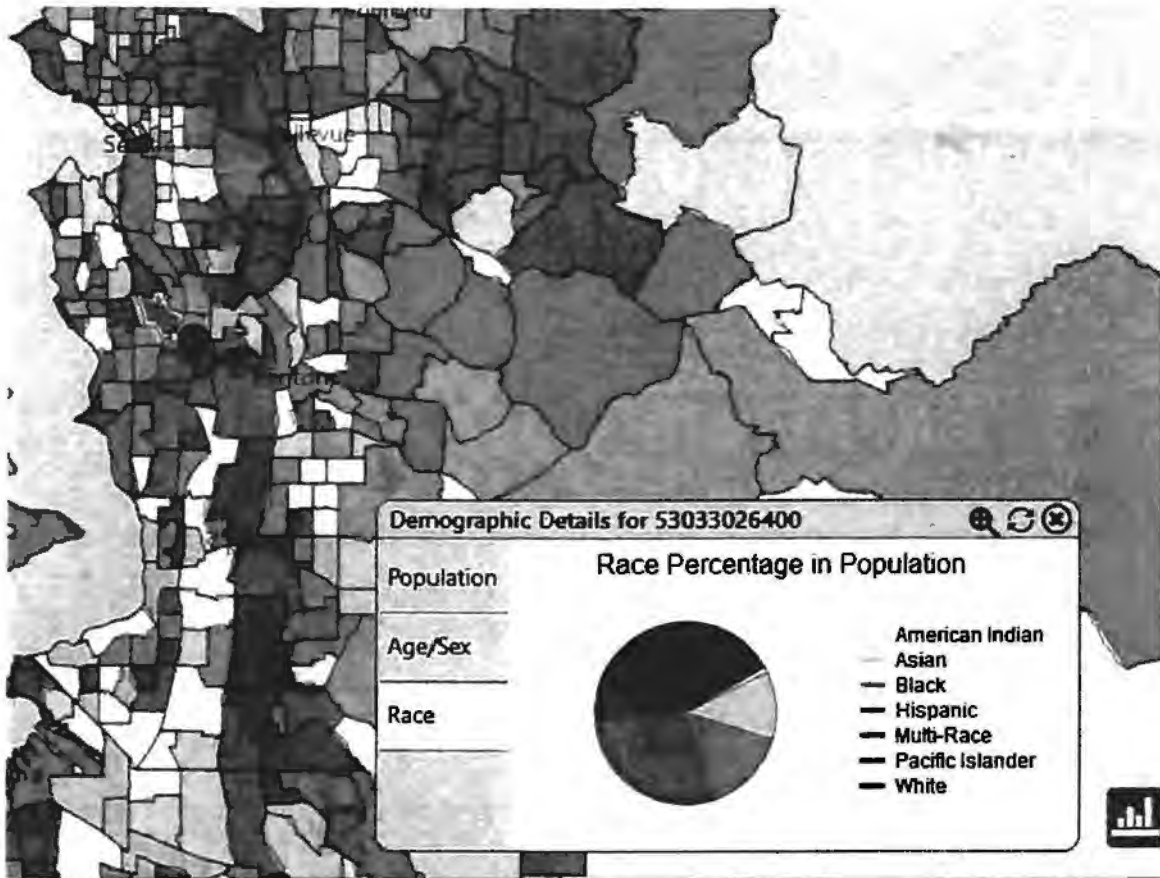 Demographic Details for 53033026400
Population
Age/Sex
Race
Race Percentage in Population
American Indian
Asian
Black
Hispanic
Multi-Race
Pacific Islander
White